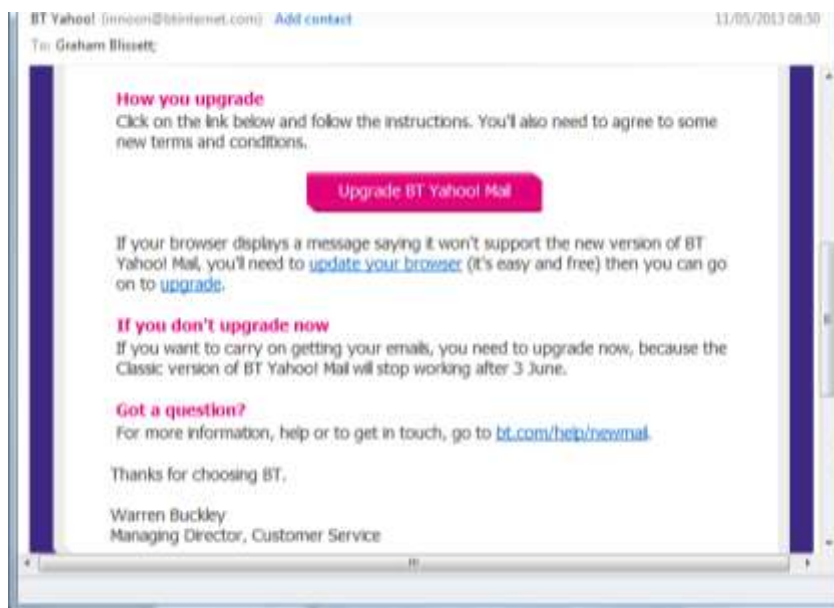 BT Yahoo! @btinternet.com) Add contact 11/05/2013 08:50
To: Graham Blissett;
How you upgrade
Click on the link below and follow the instructions. You'll also need to agree to some
new terms and conditions.
Upgrade BT Yahoo! Mail
If your browser displays a message saying it won't support the new version of BT
Yahoo! Mail, you'll need to update your browser (it's easy and free) then you can go
on to upgrade.
If you don't upgrade now
If you want to carry on getting your emails, you need to upgrade now, because the
Classic version of BT Yahoo! Mail will stop working after 3 June.
Got a question?
For more information, help or to get in touch, go to bt.com/help/newmail.
Thanks for choosing BT.
Warren Buckley
Managing Director, Customer Service